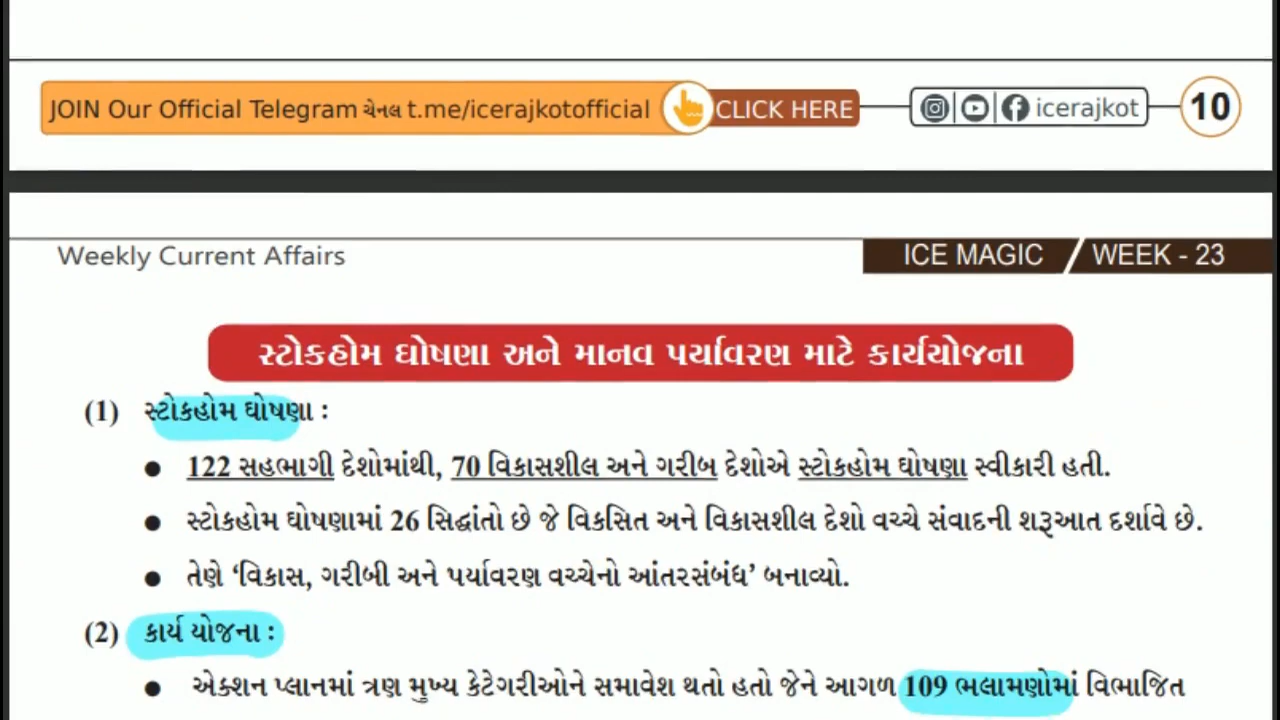 JOIN Our Official Telegram ચેનલ t.me/icerajkotofficial CLICK HERE icerajkot 10
Weekly Current Affairs ICE MAGIC WEEK - 23
સ્ટોકહોમ ઘોષણા અને માનવ પર્યાવરણ માટે કાર્યયોજના
(1) સ્ટોકહોમ ઘોષણા :
● 122 સહભાગી દેશોમાંથી, 70 વિકાસશીલ અને ગરીબ દેશોએ સ્ટોકહોમ ઘોષણા સ્વીકારી હતી.
● સ્ટોકહોમ ઘોષણામાં 26 સિદ્ધાંતો છે જે વિકસિત અને વિકાસશીલ દેશો વચ્ચે સંવાદની શરૂઆત દર્શાવે છે.
● તેણે ‘વિકાસ, ગરીબી અને પર્યાવરણ વચ્ચેનો આંતરસંબંધ’ બનાવ્યો.
(2) કાર્ય યોજના :
● એક્શન પ્લાનમાં ત્રણ મુખ્ય કેટેગરીઓને સમાવેશ થતો હતો જેને આગળ 109 ભલામણોમાં વિભાજિત